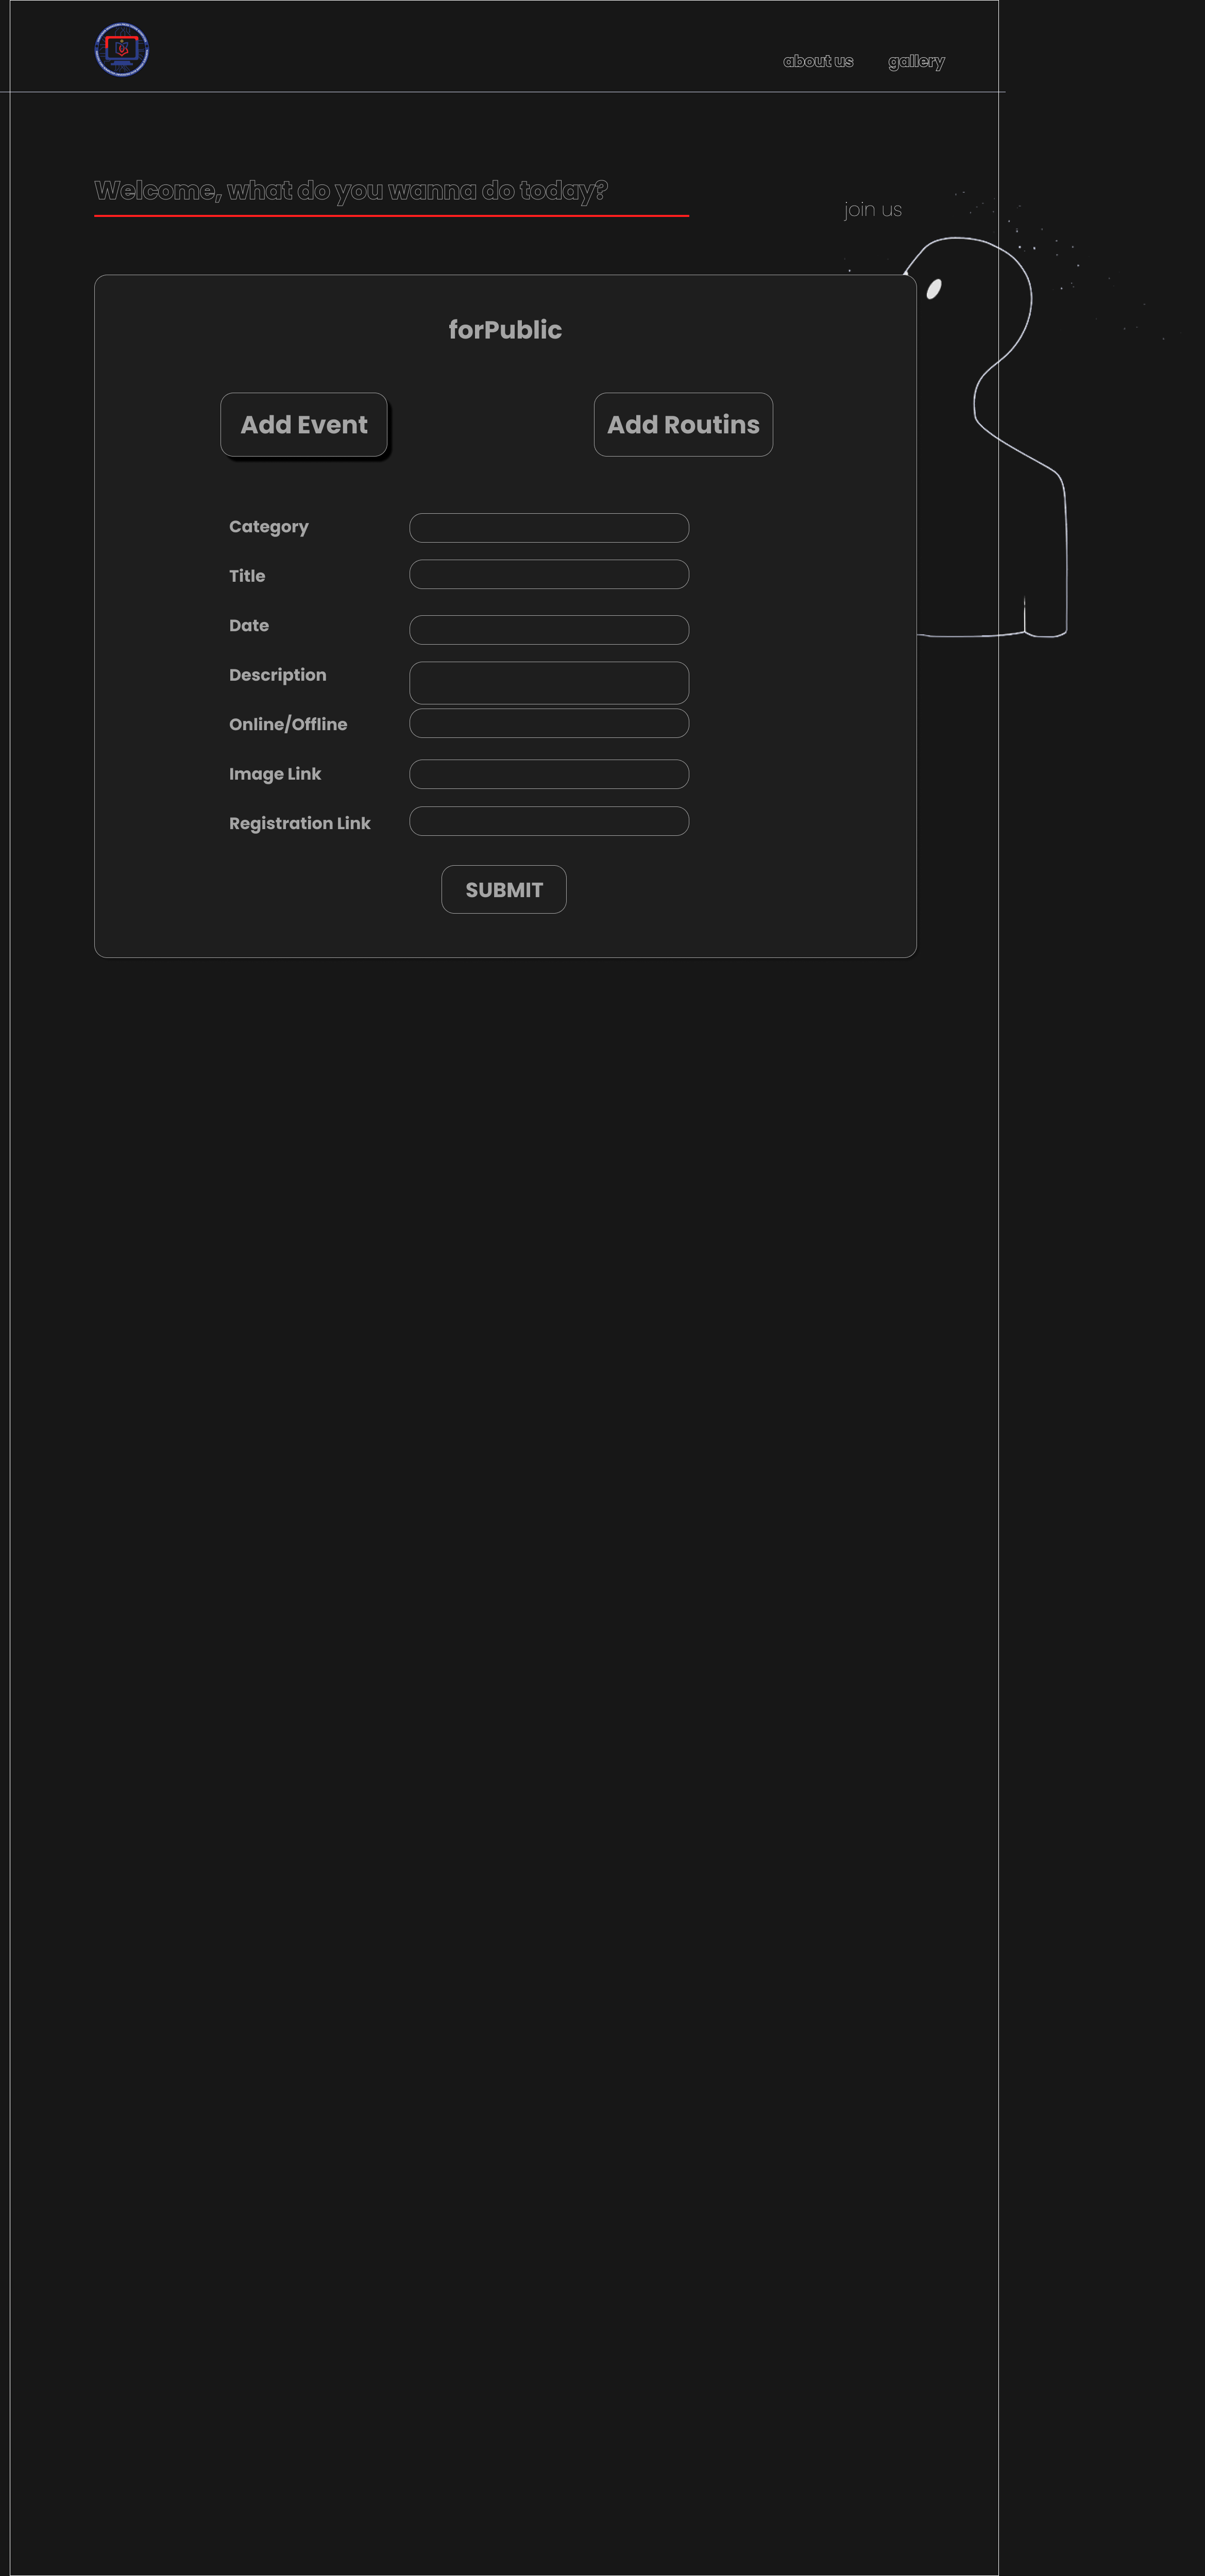 about us
gallery
Welcome, what do you wanna do today?
join us
forPublic
Add Event
Add Routins
Category
Title
Date
Description
Online/Offline
Image Link
Registration Link
SUBMIT